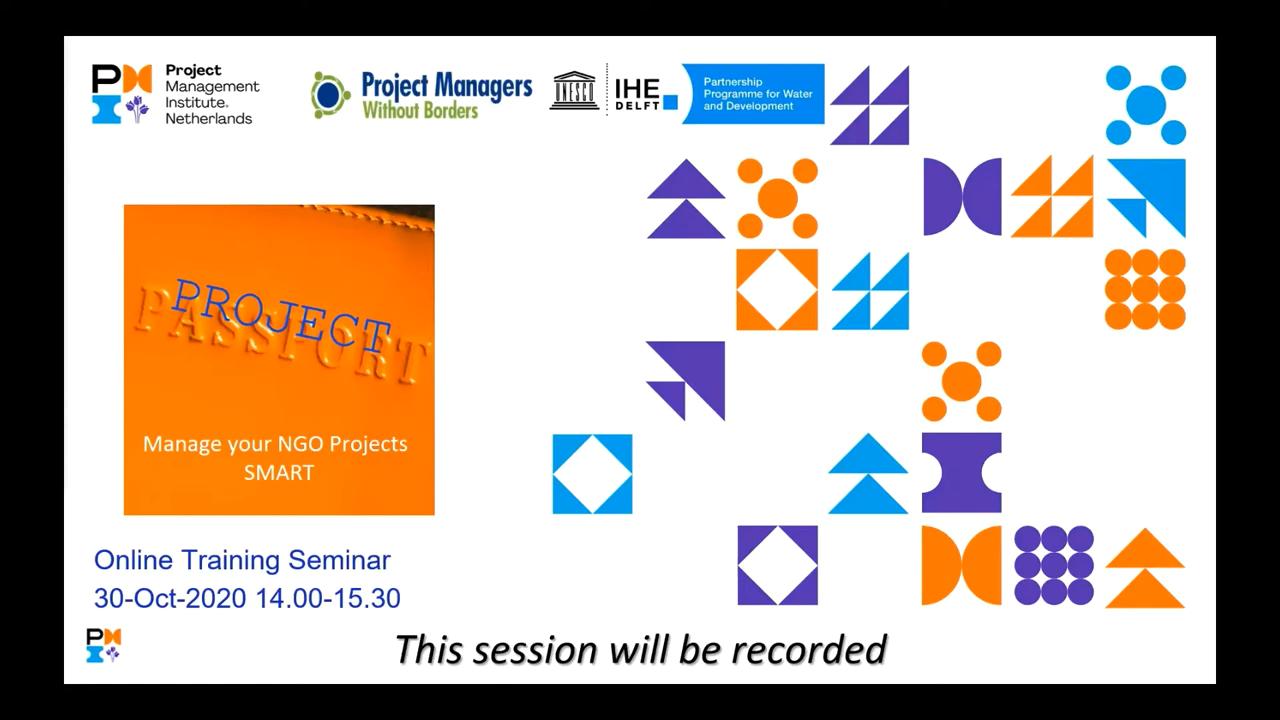 Project
Management
Institute.
Netherlands
Project Managers
Without Borders
UNESCO
IHE
DELFT
Partnership
Programme for Water
and Development
PROJECT
PASSPORT
Manage your NGO Projects
SMART
Online Training Seminar
30-Oct-2020 14.00-15.30
This session will be recorded